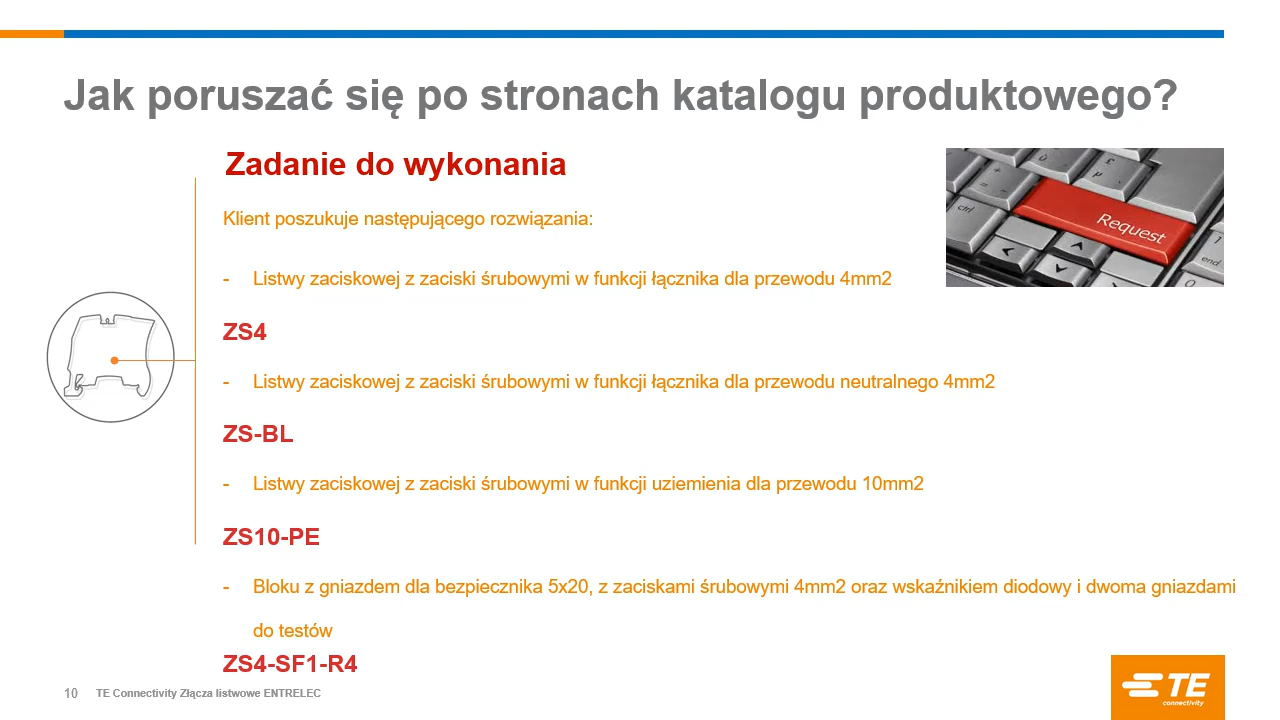 Jak poruszać się po stronach katalogu produktowego?
Zadanie do wykonania
Klient poszukuje następującego rozwiązania:
- Listwy zaciskowej z zaciski śrubowymi w funkcji łącznika dla przewodu 4mm2
ZS4
- Listwy zaciskowej z zaciski śrubowymi w funkcji łącznika dla przewodu neutralnego 4mm2
ZS-BL
- Listwy zaciskowej z zaciski śrubowymi w funkcji uziemienia dla przewodu 10mm2
ZS10-PE
- Bloku z gniazdem dla bezpiecznika 5x20, z zaciskami śrubowymi 4mm2 oraz wskaźnikiem diodowy i dwoma gniazdami
do testów
ZS4-SF1-R4
10 TE Connectivity Złącza listwowe ENTRELEC
ctrl
Request
end
TE
connectivity